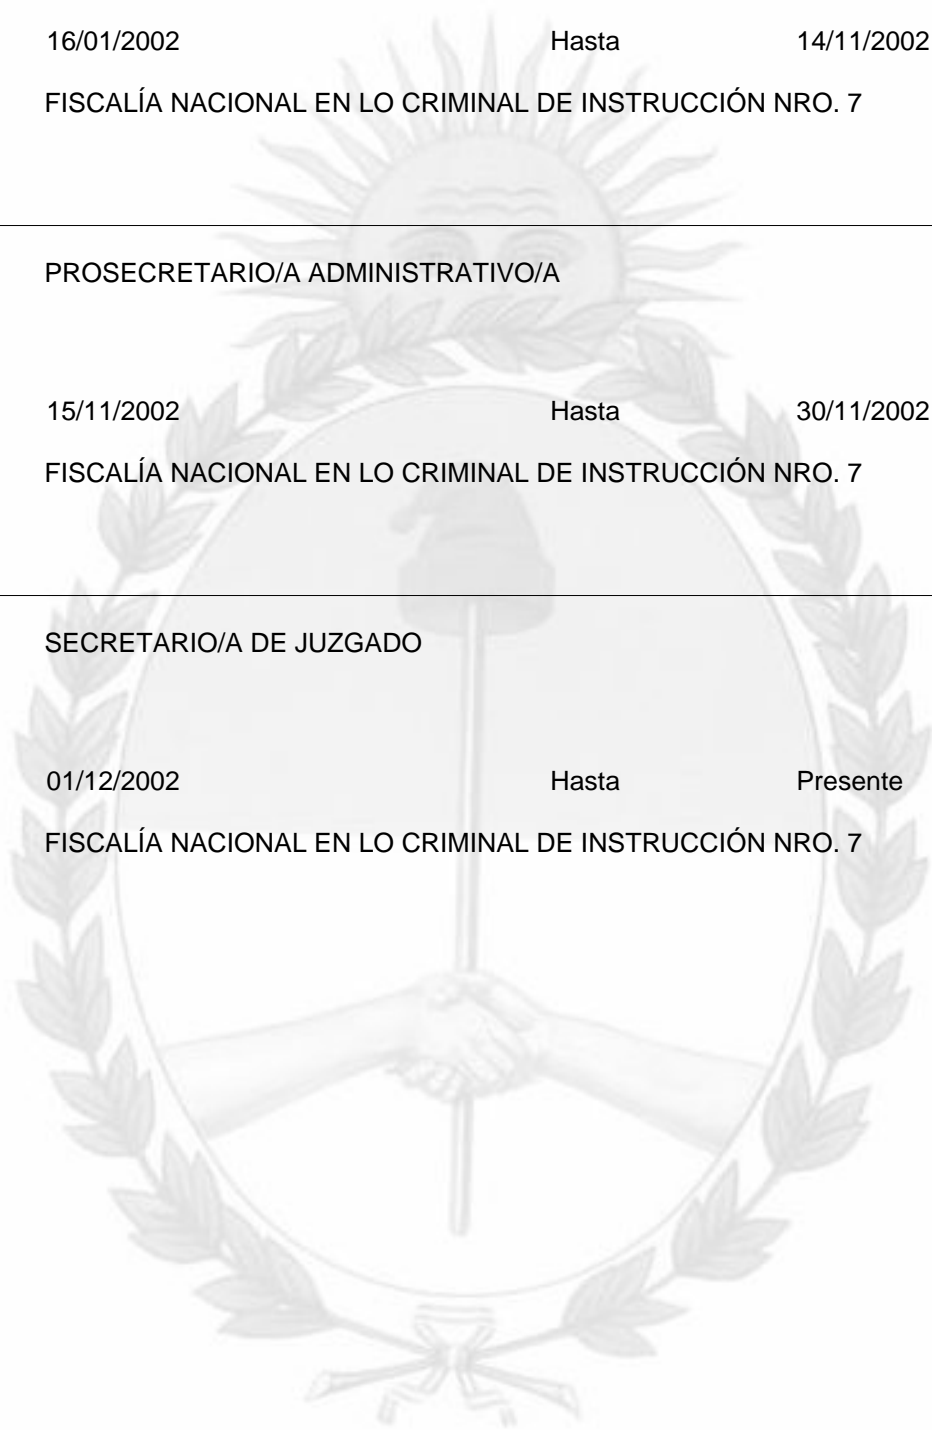 16/01/2002 Hasta 14/11/2002
FISCALÍA NACIONAL EN LO CRIMINAL DE INSTRUCCIÓN NRO. 7
PROSECRETARIO/A ADMINISTRATIVO/A
15/11/2002 Hasta 30/11/2002
FISCALÍA NACIONAL EN LO CRIMINAL DE INSTRUCCIÓN NRO. 7
SECRETARIO/A DE JUZGADO
01/12/2002 Hasta Presente
FISCALÍA NACIONAL EN LO CRIMINAL DE INSTRUCCIÓN NRO. 7